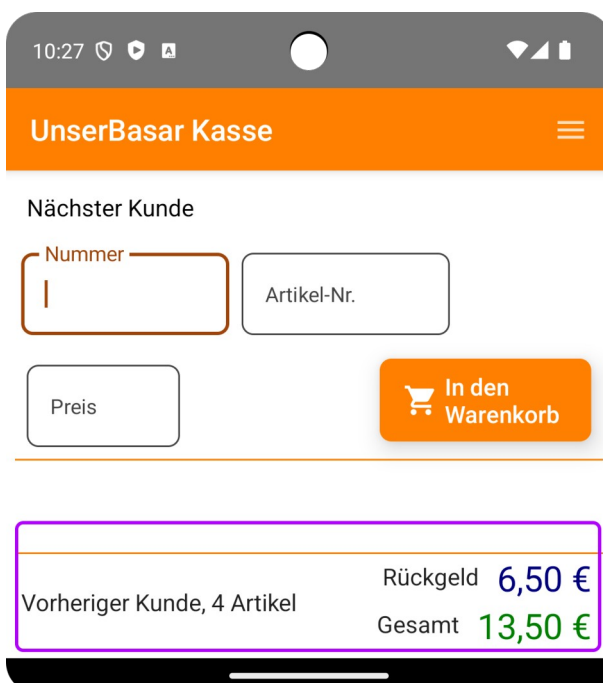 10:27
UnserBasar Kasse
Nächster Kunde
Nummer
Artikel-Nr.
Preis
In den
Warenkorb
Rückgeld 6,50 €
Vorheriger Kunde, 4 Artikel
Gesamt 13,50 €